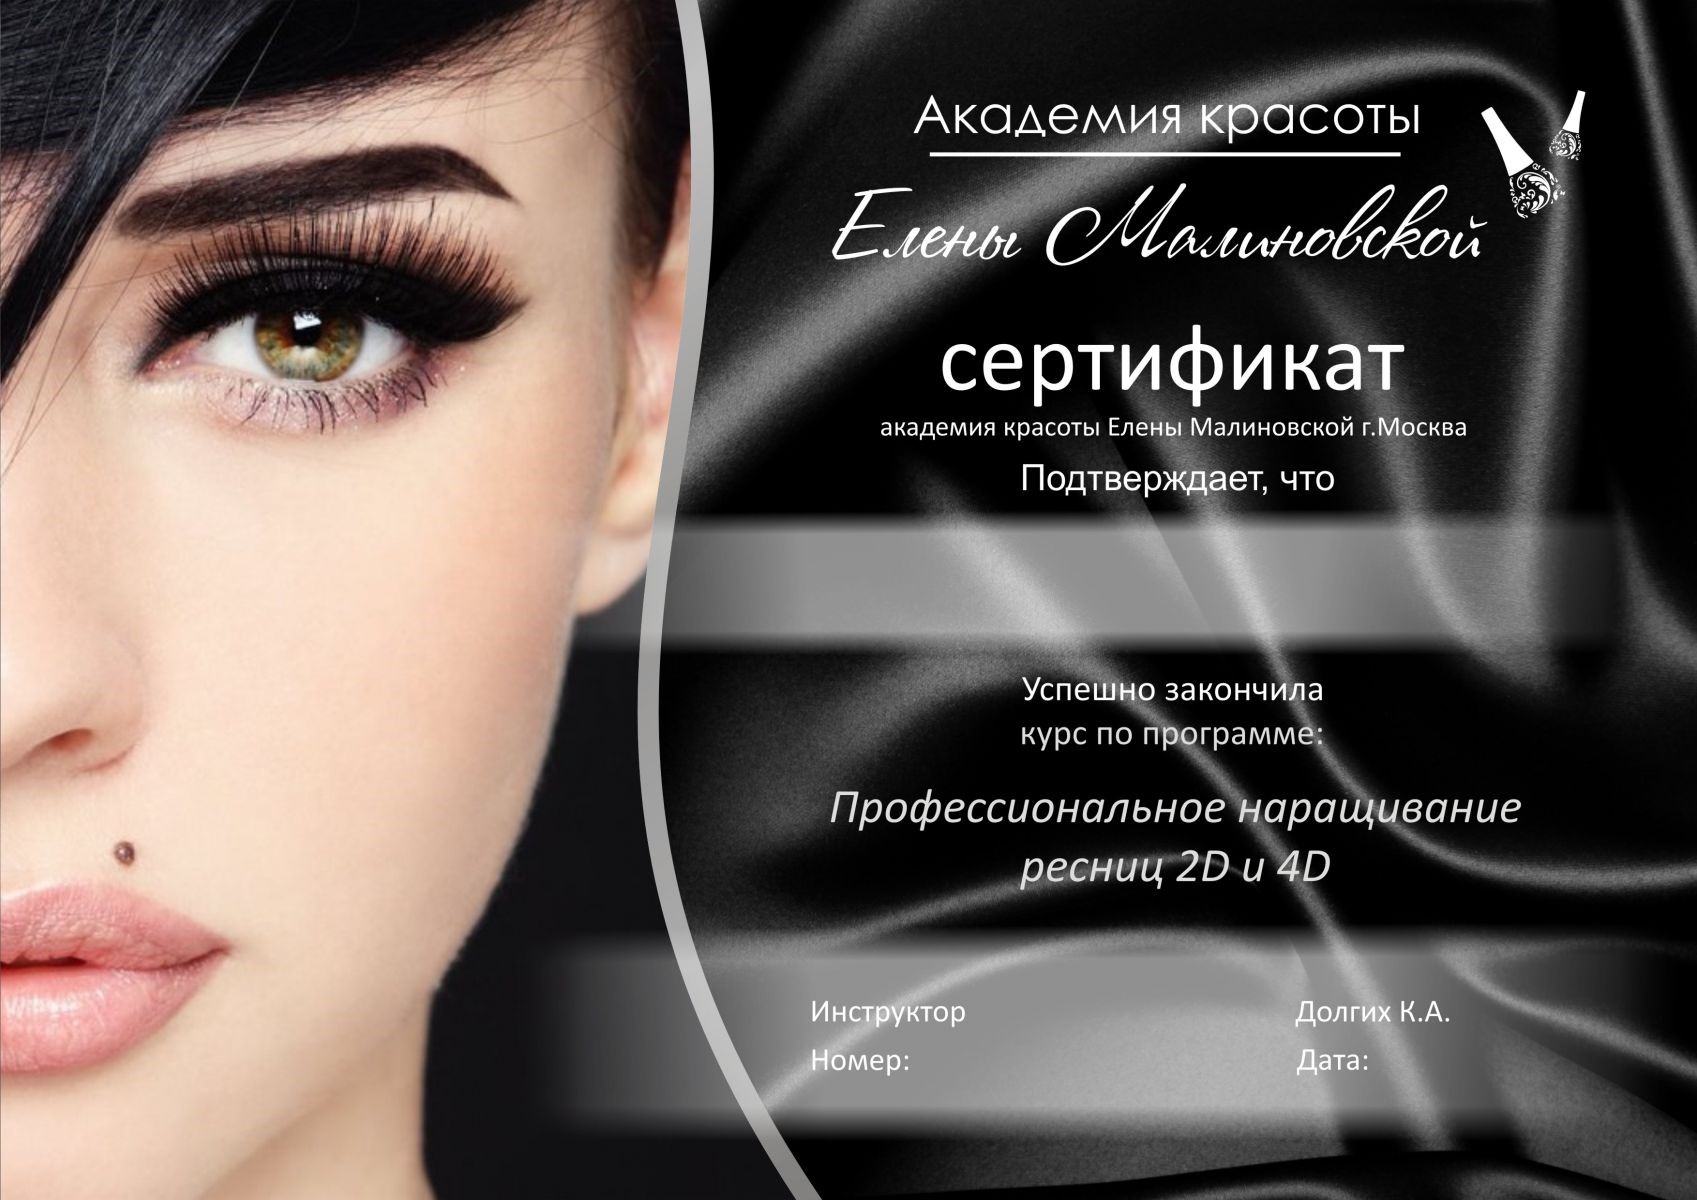 Академия красоты
Елены Малиновской
сертификат
академия красоты Елены Малиновской г.Москва
Подтверждает, что
Успешно закончила
курс по программе:
Профессиональное наращивание
ресниц 2D и 4D
Инструктор Долгих К.А.
Номер: Дата: